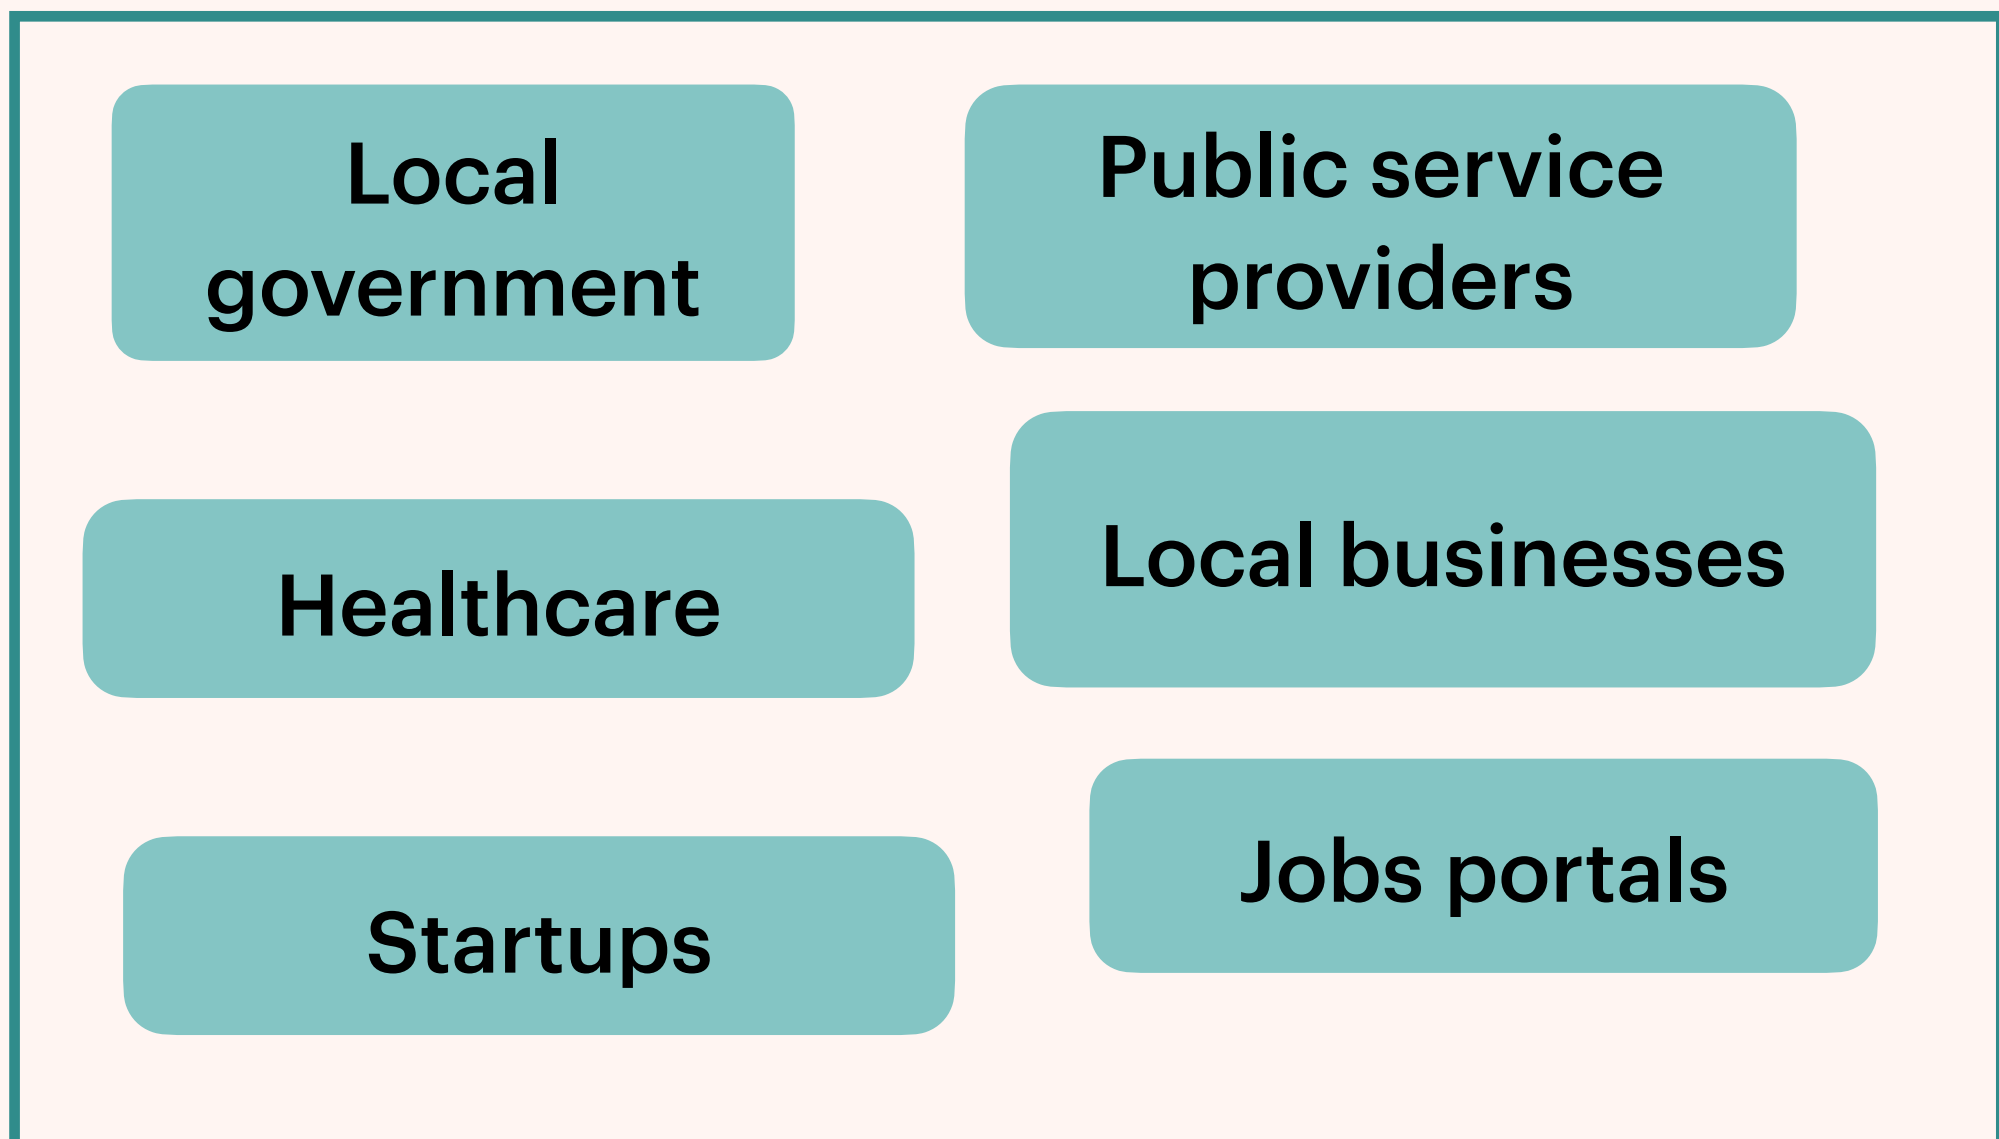 Local
government
Public service
providers
Healthcare
Local businesses
Startups
Jobs portals